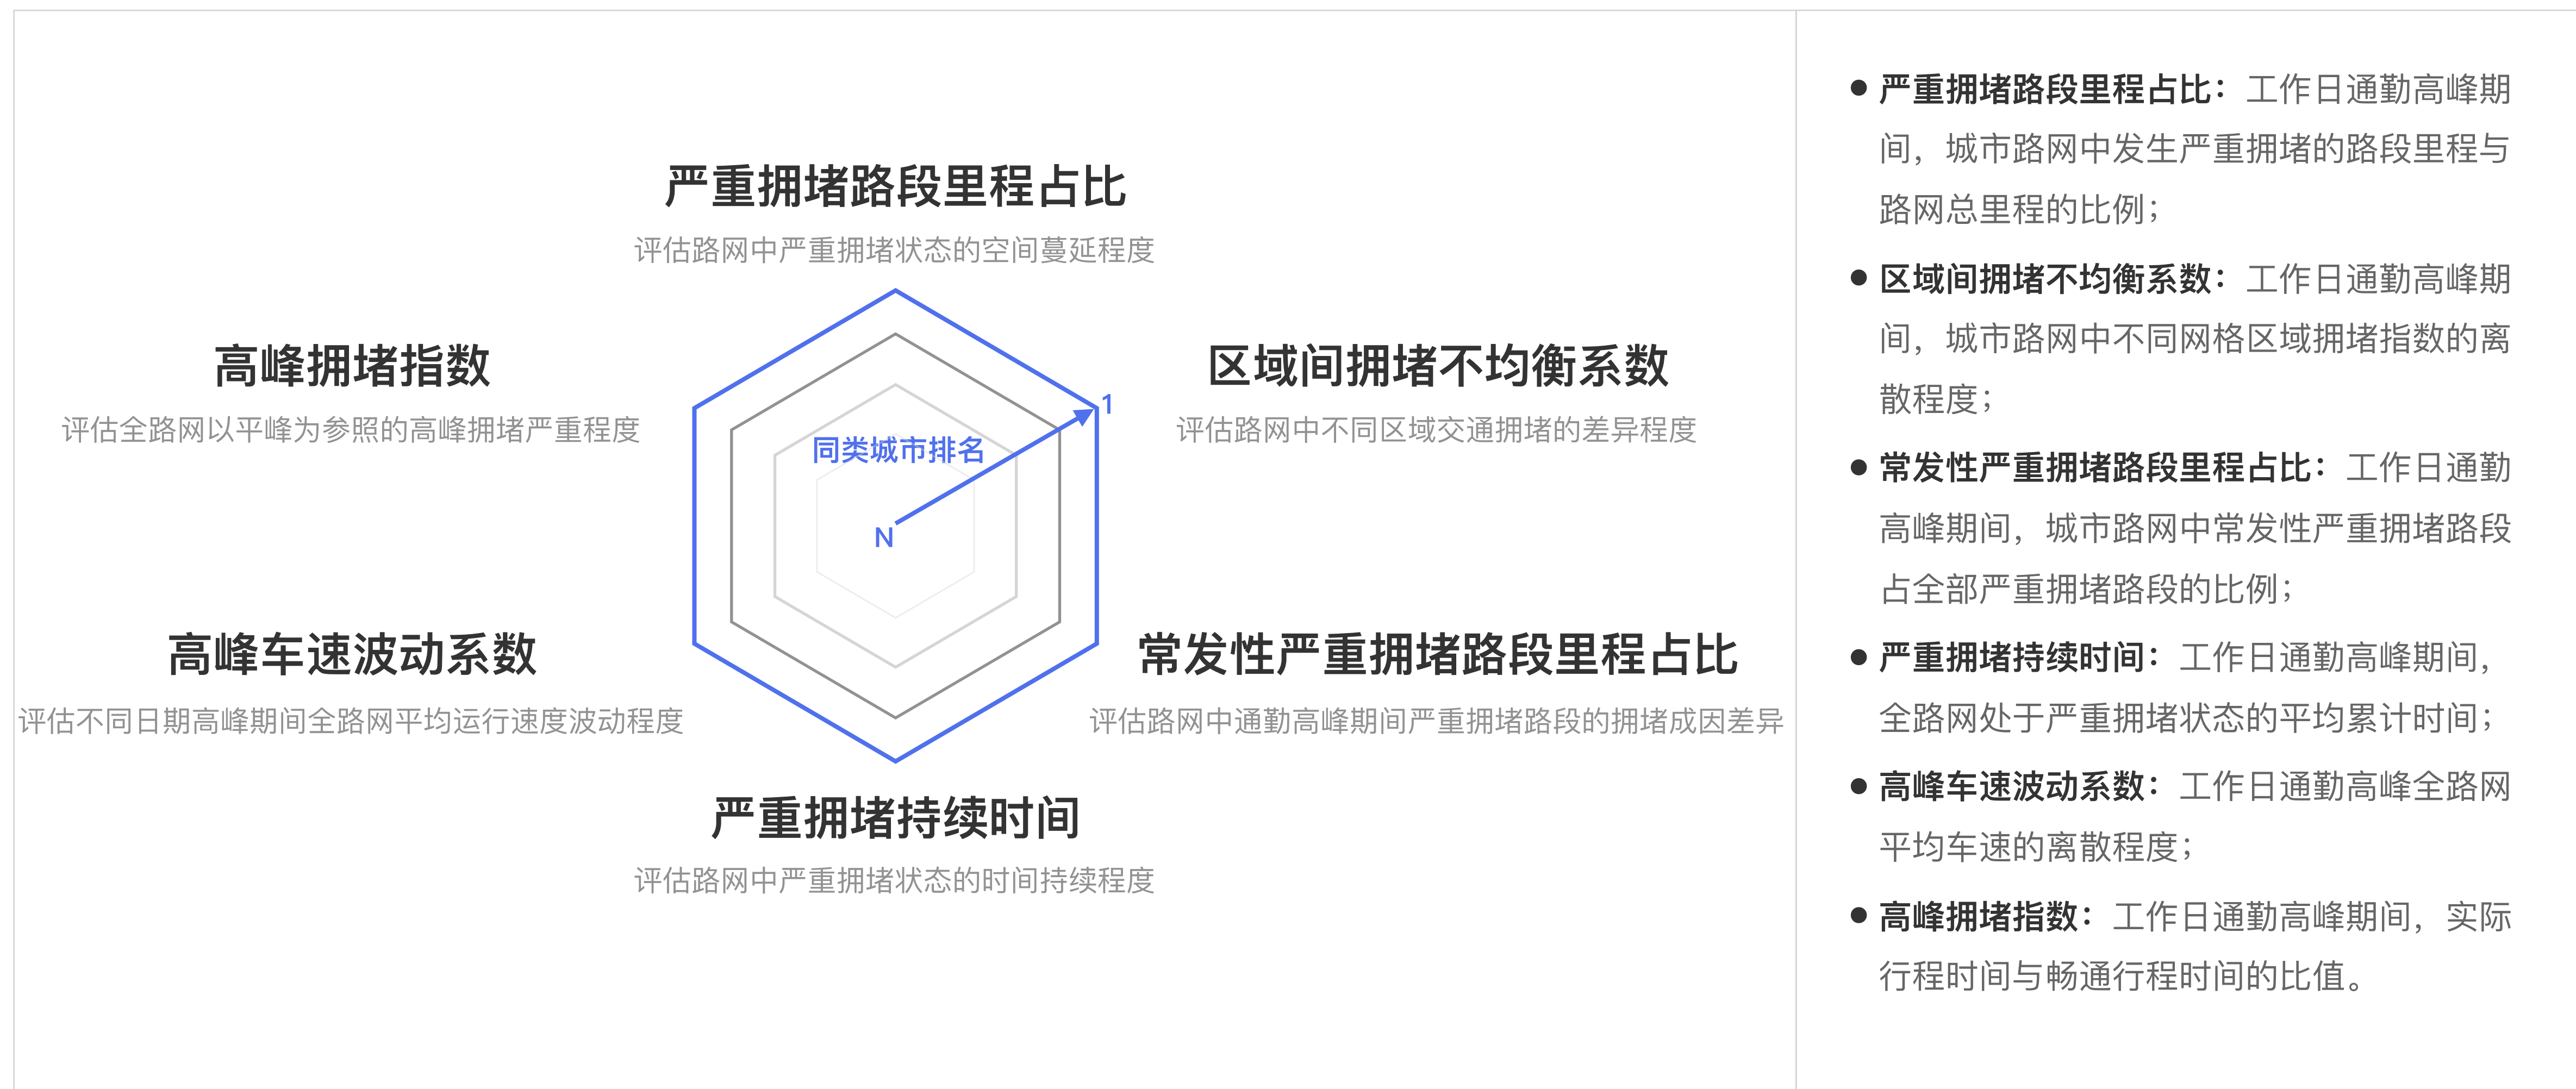 严重拥堵路段里程占比
评估路网中严重拥堵状态的空间蔓延程度
高峰拥堵指数
评估全路网以平峰为参照的高峰拥堵严重程度
区域间拥堵不均衡系数
评估路网中不同区域交通拥堵的差异程度
1
同类城市排名
N
高峰车速波动系数
评估不同日期高峰期间全路网平均运行速度波动程度
常发性严重拥堵路段里程占比
评估路网中通勤高峰期间严重拥堵路段的拥堵成因差异
严重拥堵持续时间
评估路网中严重拥堵状态的时间持续程度
● 严重拥堵路段里程占比：工作日通勤高峰期
间，城市路网中发生严重拥堵的路段里程与
路网总里程的比例；
● 区域间拥堵不均衡系数：工作日通勤高峰期
间，城市路网中不同网格区域拥堵指数的离
散程度；
● 常发性严重拥堵路段里程占比：工作日通勤
高峰期间，城市路网中常发性严重拥堵路段
占全部严重拥堵路段的比例；
● 严重拥堵持续时间：工作日通勤高峰期间，
全路网处于严重拥堵状态的平均累计时间；
● 高峰车速波动系数：工作日通勤高峰全路网
平均车速的离散程度；
● 高峰拥堵指数：工作日通勤高峰期间，实际
行程时间与畅通行程时间的比值。